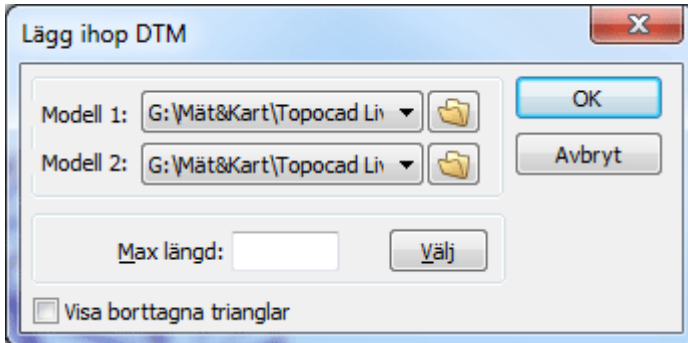 Lägg ihop DTM
Modell 1: G:\Mät&Kart\Topocad Liv
OK
Modell 2: G:\Mät&Kart\Topocad Liv
Avbryt
Max längd:
Välj
Visa borttagna trianglar